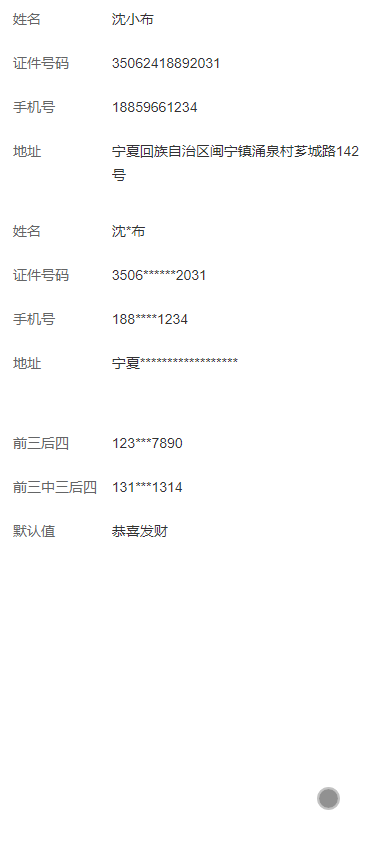 姓名 沈小布
证件号码 35062418892031
手机号 18859661234
地址 宁夏回族自治区闽宁镇涌泉村芗城路142
号
姓名 沈*布
证件号码 3506******2031
手机号 188****1234
地址 宁夏******************
前三后四 123***7890
前三中三后四 131***1314
默认值 恭喜发财